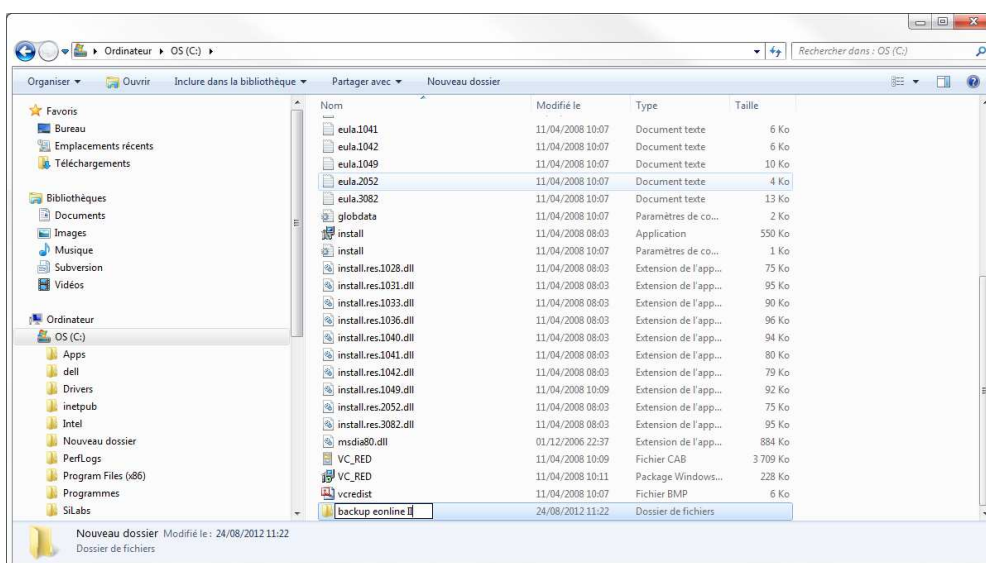 Ordinateur OS (C:)
Rechercher dans : OS (C:)
Organiser Ouvrir Inclure dans la bibliothèque Partager avec Nouveau dossier
Favoris
Bureau
Emplacements récents
Téléchargements
Bibliothèques
Documents
Images
Musique
Subversion
Vidéos
Ordinateur
OS (C:)
Apps
dell
Drivers
inetpub
Intel
Nouveau dossier
PerfLogs
Program Files (x86)
Programmes
SiLabs
Nom Modifié le Type Taille
eula.1041 11/04/2008 10:07 Document texte 6 Ko
eula.1042 11/04/2008 10:07 Document texte 6 Ko
eula.1049 11/04/2008 10:07 Document texte 10 Ko
eula.2052 11/04/2008 10:07 Document texte 4 Ko
eula.3082 11/04/2008 10:07 Document texte 13 Ko
globdata 11/04/2008 10:07 Paramètres de co... 2 Ko
install 11/04/2008 08:03 Application 550 Ko
install 11/04/2008 10:07 Paramètres de co... 1 Ko
install.res.1028.dll 11/04/2008 08:03 Extension de l'app... 75 Ko
install.res.1031.dll 11/04/2008 08:03 Extension de l'app... 95 Ko
install.res.1033.dll 11/04/2008 08:03 Extension de l'app... 90 Ko
install.res.1036.dll 11/04/2008 08:03 Extension de l'app... 96 Ko
install.res.1040.dll 11/04/2008 08:03 Extension de l'app... 94 Ko
install.res.1041.dll 11/04/2008 08:03 Extension de l'app... 80 Ko
install.res.1042.dll 11/04/2008 08:03 Extension de l'app... 79 Ko
install.res.1049.dll 11/04/2008 10:09 Extension de l'app... 92 Ko
install.res.2052.dll 11/04/2008 08:03 Extension de l'app... 75 Ko
install.res.3082.dll 11/04/2008 08:03 Extension de l'app... 95 Ko
msdia80.dll 01/12/2006 22:37 Extension de l'app... 884 Ko
VC_RED 11/04/2008 10:09 Fichier CAB 3 709 Ko
VC_RED 11/04/2008 10:11 Package Windows... 228 Ko
vcredist 11/04/2008 10:07 Fichier BMP 6 Ko
backup eonline II 24/08/2012 11:22 Dossier de fichiers
Nouveau dossier Modifié le : 24/08/2012 11:22
Dossier de fichiers